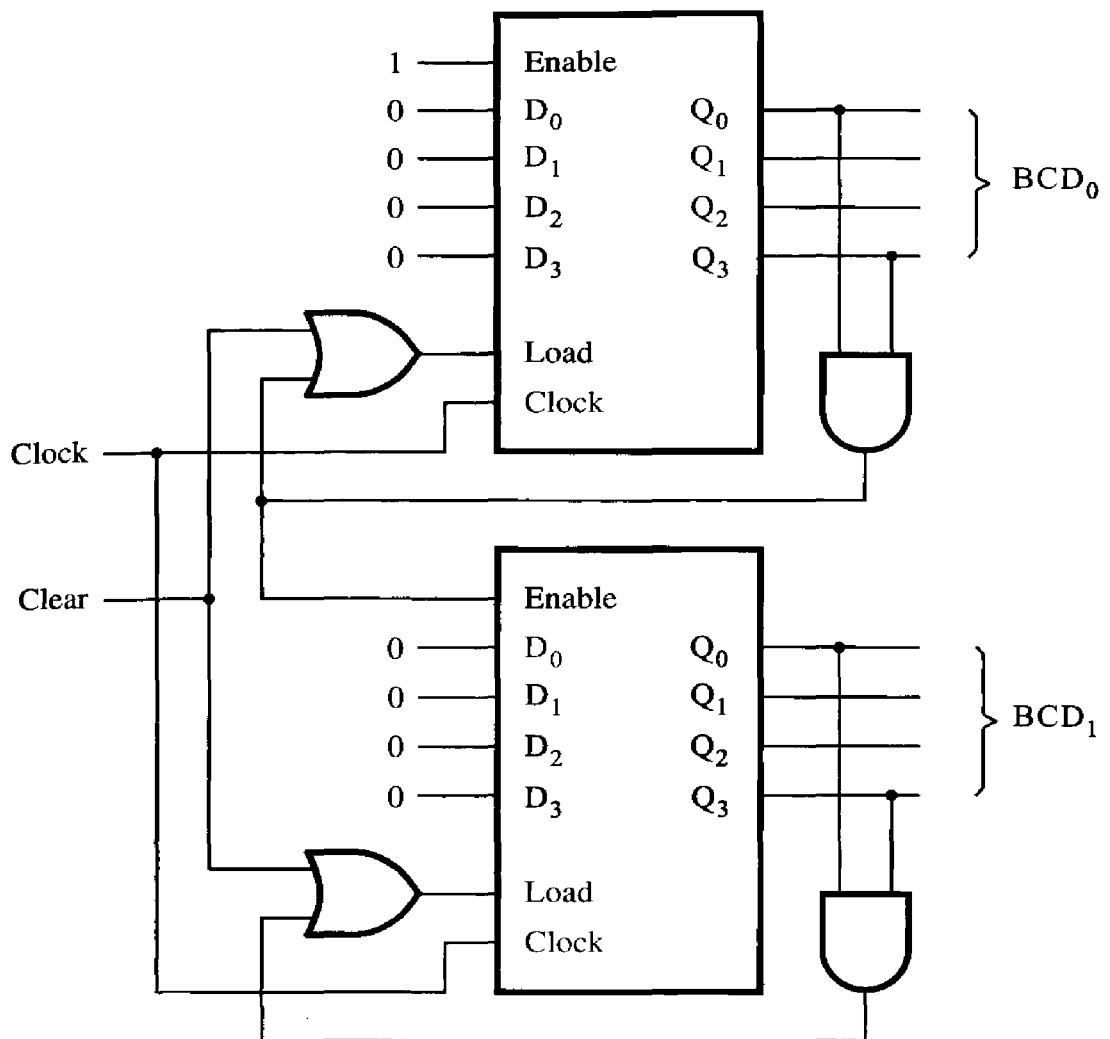 1 Enable
0 D₀ Q₀
0 D₁ Q₁
0 D₂ Q₂
0 D₃ Q₃
BCD₀
Load
Clock
Clock
Clear
Enable
0 D₀ Q₀
0 D₁ Q₁
0 D₂ Q₂
0 D₃ Q₃
BCD₁
Load
Clock